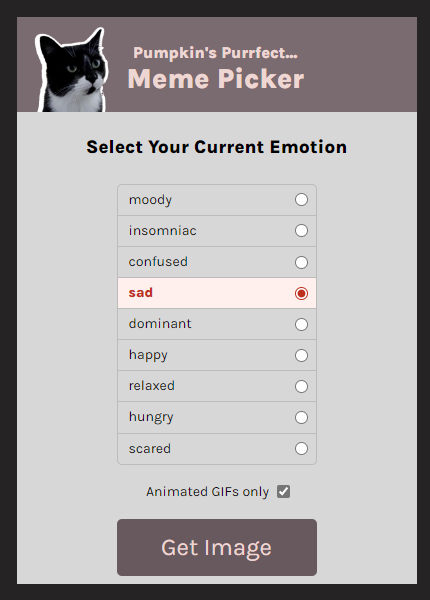 Pumpkin's Purrfect...
Meme Picker
Select Your Current Emotion
moody
insomniac
confused
sad
dominant
happy
relaxed
hungry
scared
Animated GIFs only
Get Image